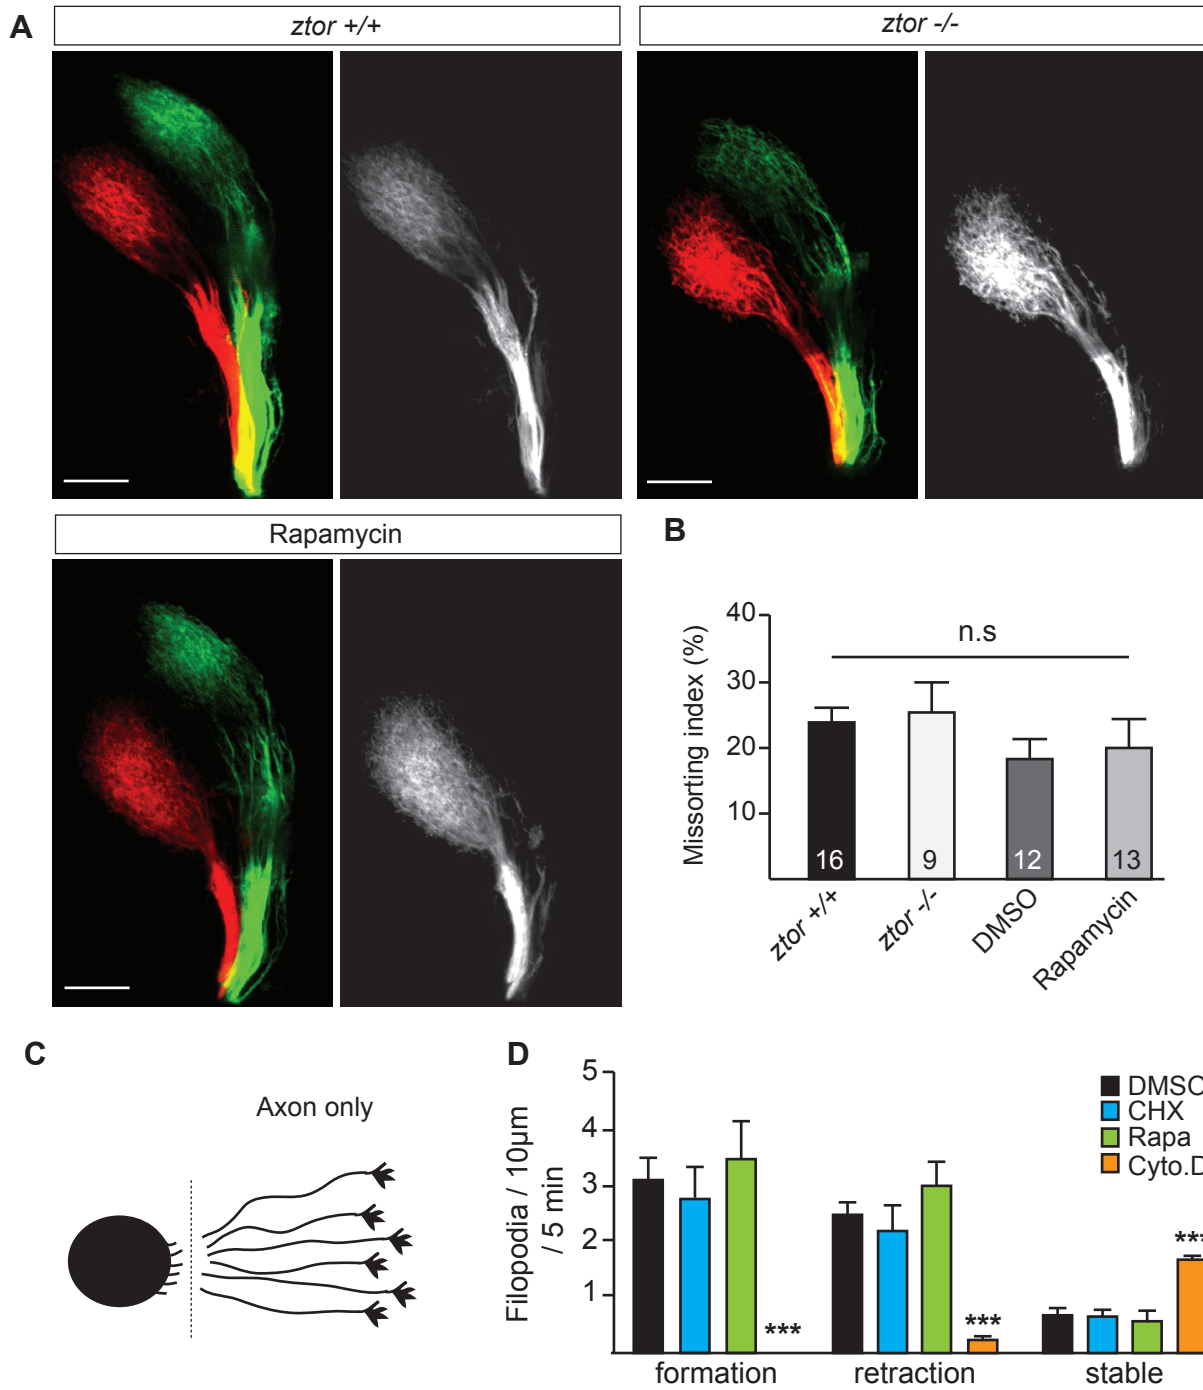 A
ztor +/+
ztor -/-
Rapamycin
B
Missorting index (%)
40
30
20
10
n.s
16
9
12
13
ztor +/+
ztor -/-
DMSO
Rapamycin
C
Axon only
D
Filopodia / 10µm
/ 5 min
5
4
3
2
1
DMSO
CHX
Rapa
Cyto.D
***
***
***
formation
retraction
stable